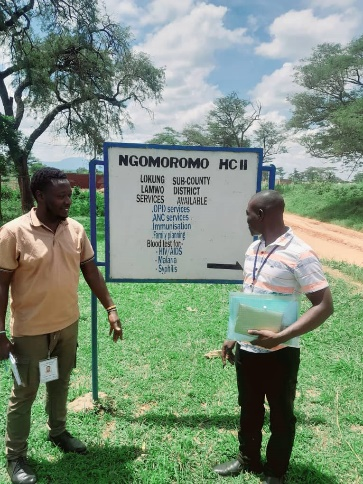 NGOMOROMO HC II
LOKUNG SUB-COUNTY
LAMWO DISTRICT
SERVICES AVAILABLE
.OPD services
.ANC services
.Immunisation
.Family planning
Blood test for:-
- HIV/AIDS
- Malaria
- Syphilis